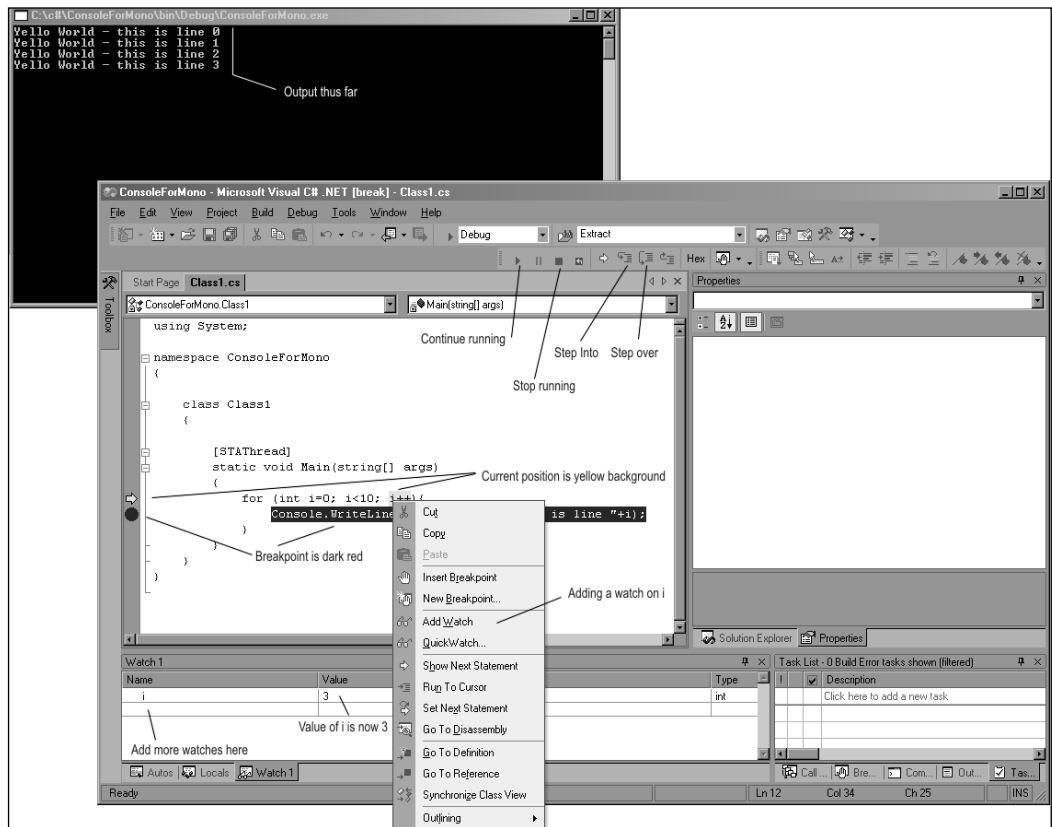 C:\c#\ConsoleForMono\bin\Debug\ConsoleForMono.exe
Yello World - this is line 0
Yello World - this is line 1
Yello World - this is line 2
Yello World - this is line 3
Output thus far
ConsoleForMono - Microsoft Visual C# .NET [break] - Class1.cs
File Edit View Project Build Debug Tools Window Help
Debug Extract
Hex
Start Page Class1.cs
Properties
Toolbox
ConsoleForMono.Class1 Main(string[] args)
using System;
Continue running
Step Into Step over
Stop running
namespace ConsoleForMono
{
class Class1
{
[STAThread]
static void Main(string[] args)
Current position is yellow background
{
for (int i=0; i<10; i++){
Console.WriteLine is line "+i);
}
Breakpoint is dark red
}
}
}
Cut
Copy
Paste
Insert Breakpoint
New Breakpoint...
Adding a watch on i
Add Watch
QuickWatch...
Show Next Statement
Run To Cursor
Set Next Statement
Go To Disassembly
Go To Definition
Go To Reference
Synchronize Class View
Outlining
Solution Explorer Properties
Watch 1
Name Value Type
i 3 int
Value of i is now 3
Add more watches here
Autos Locals Watch 1
Task List - 0 Build Error tasks shown (filtered)
! Description
Click here to add a new task
Call ... Bre... Com... Out... Tas...
Ready Ln 12 Col 34 Ch 25 INS